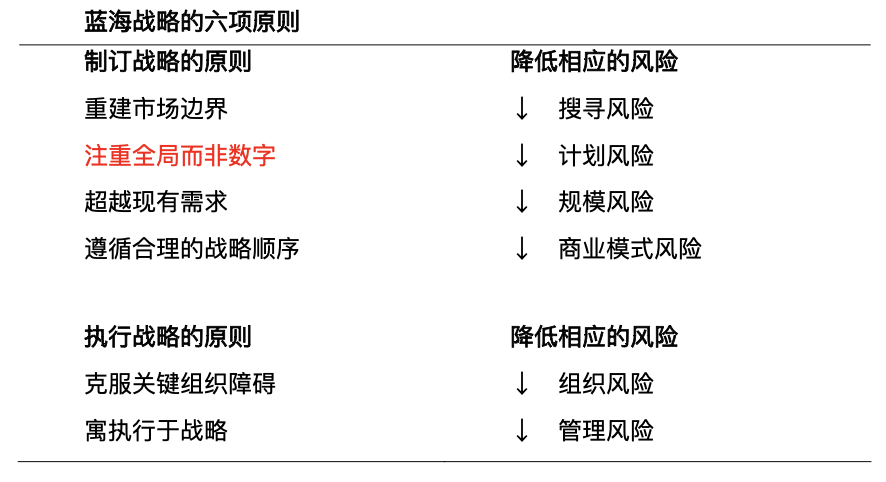 蓝海战略的六项原则
制订战略的原则 降低相应的风险
重建市场边界 ↓ 搜寻风险
注重全局而非数字 ↓ 计划风险
超越现有需求 ↓ 规模风险
遵循合理的战略顺序 ↓ 商业模式风险
执行战略的原则 降低相应的风险
克服关键组织障碍 ↓ 组织风险
寓执行于战略 ↓ 管理风险